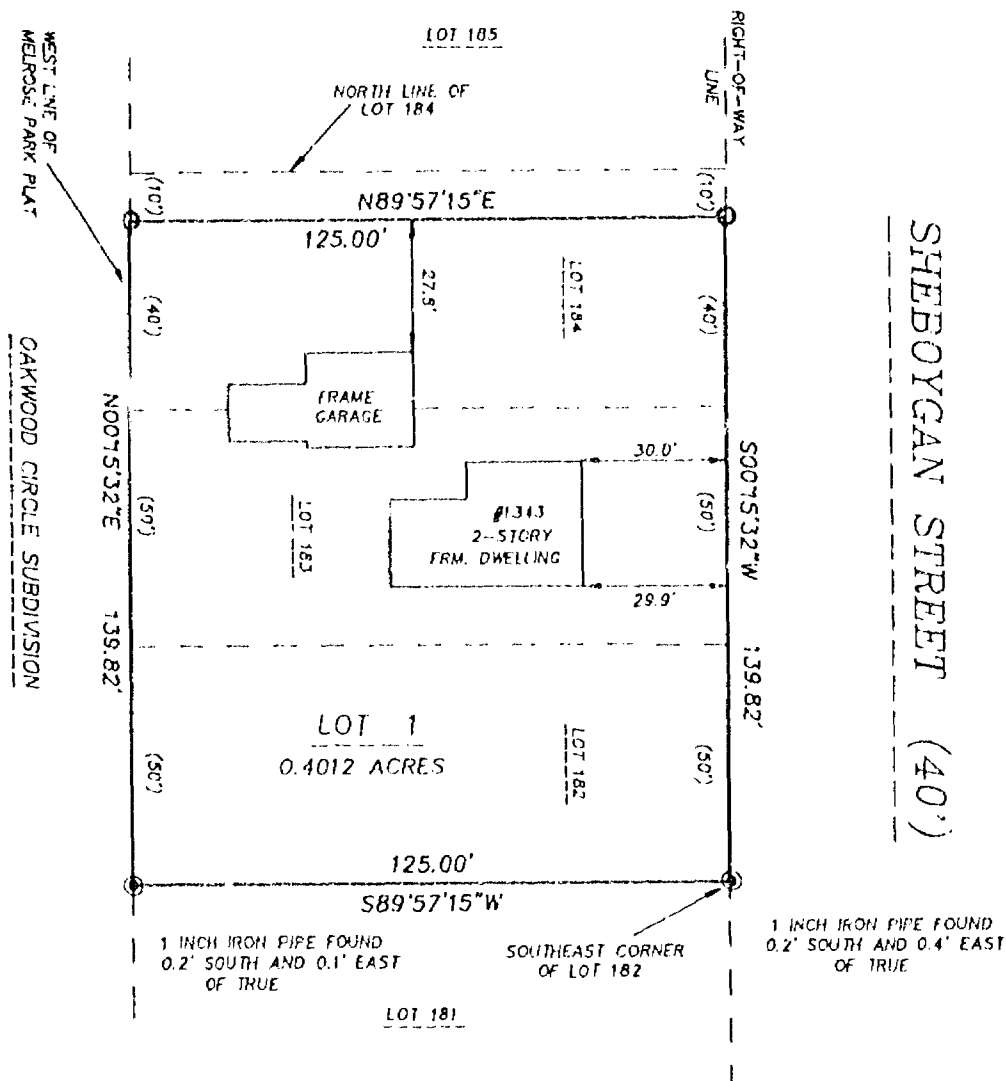 LOT 185
RIGHT-OF-WAY
LINE
NORTH LINE OF
LOT 184
WEST LINE OF
MELROSE PARK PLAT
(10')
(10')
N89°57'15"E
125.00'
SHEBOYGAN STREET (40')
(40')
27.5'
LOT 184
(40')
FRAME
GARAGE
OAKWOOD CIRCLE SUBDIVISION
N00°15'32"E
139.82'
(50')
LOT 183
30.0'
2-STORY
FRM. DWELLING
29.9'
S00°15'32"W
139.82'
(50')
LOT 1
0.4012 ACRES
LOT 182
(50')
(50')
125.00'
S89°57'15"W
1 INCH IRON PIPE FOUND
0.2' SOUTH AND 0.1' EAST
OF TRUE
SOUTHEAST CORNER
OF LOT 182
1 INCH IRON PIPE FOUND
0.2' SOUTH AND 0.4' EAST
OF TRUE
LOT 181